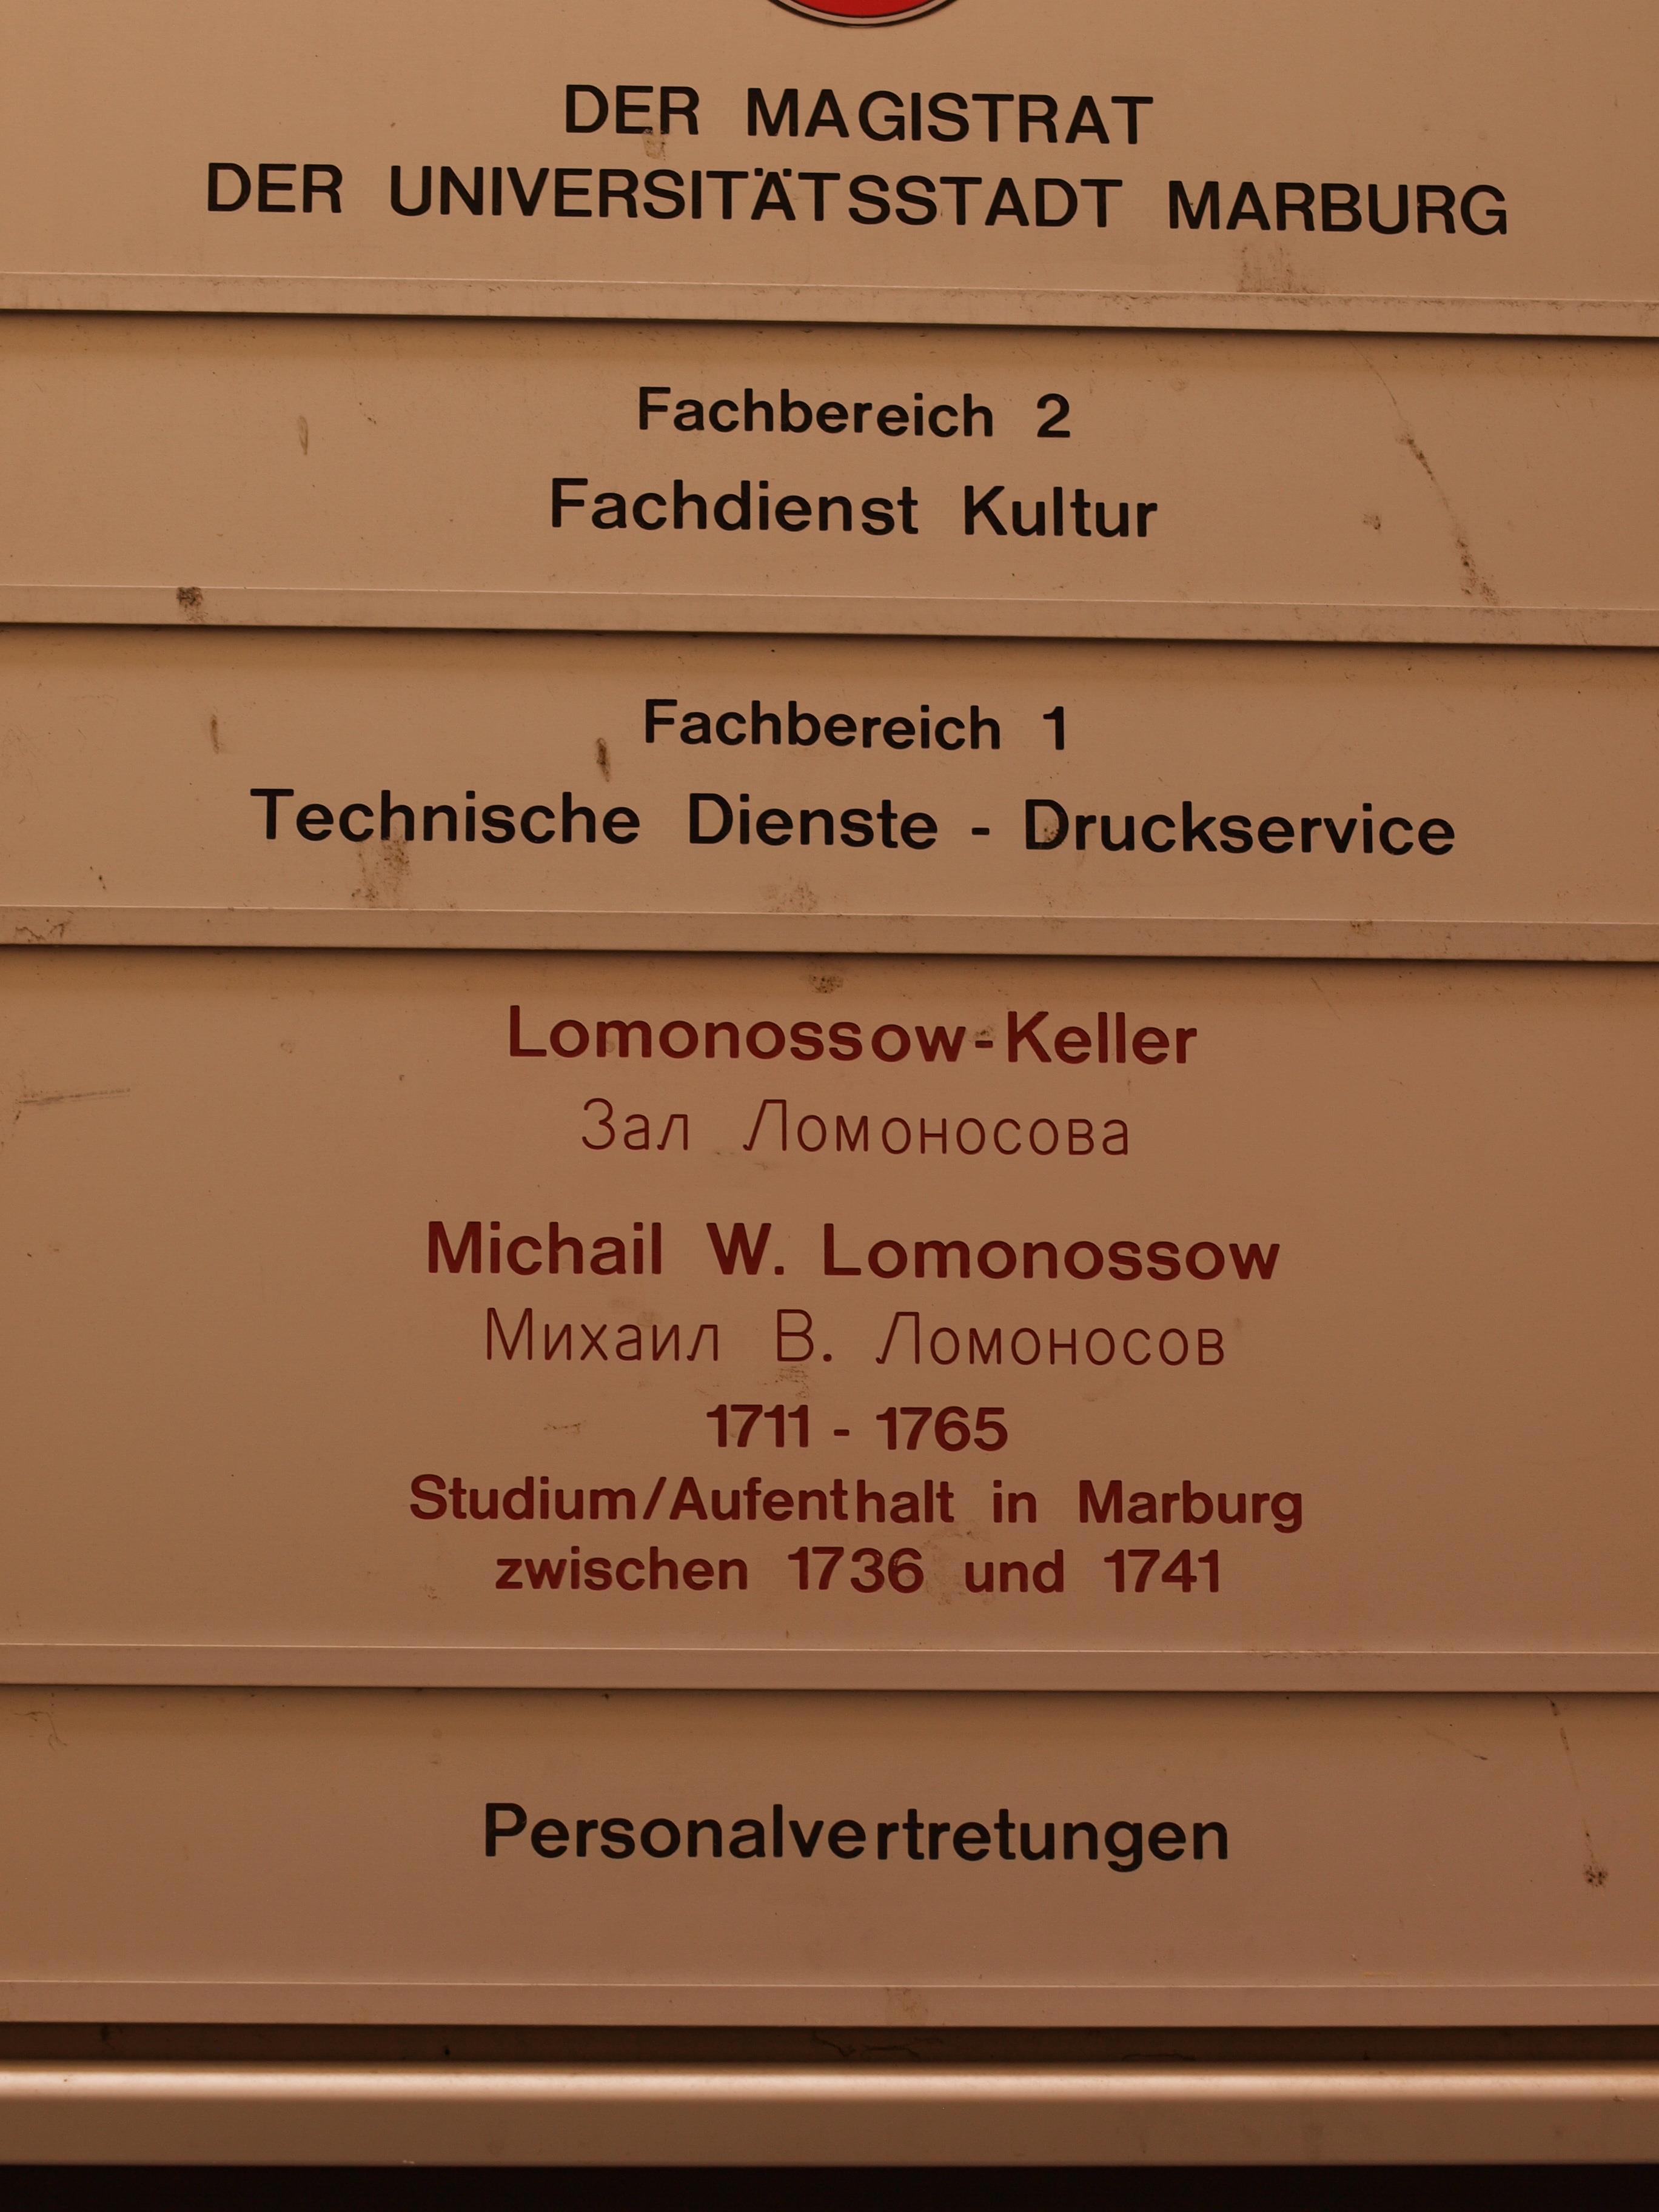 DER MAGISTRAT
DER UNIVERSITÄTSSTADT MARBURG
Fachbereich 2
Fachdienst Kultur
Fachbereich 1
Technische Dienste - Druckservice
Lomonossow-Keller
Зал Ломоносова
Michail W. Lomonossow
Михаил В. Ломоносов
1711 - 1765
Studium/Aufenthalt in Marburg
zwischen 1736 und 1741
Personalvertretungen